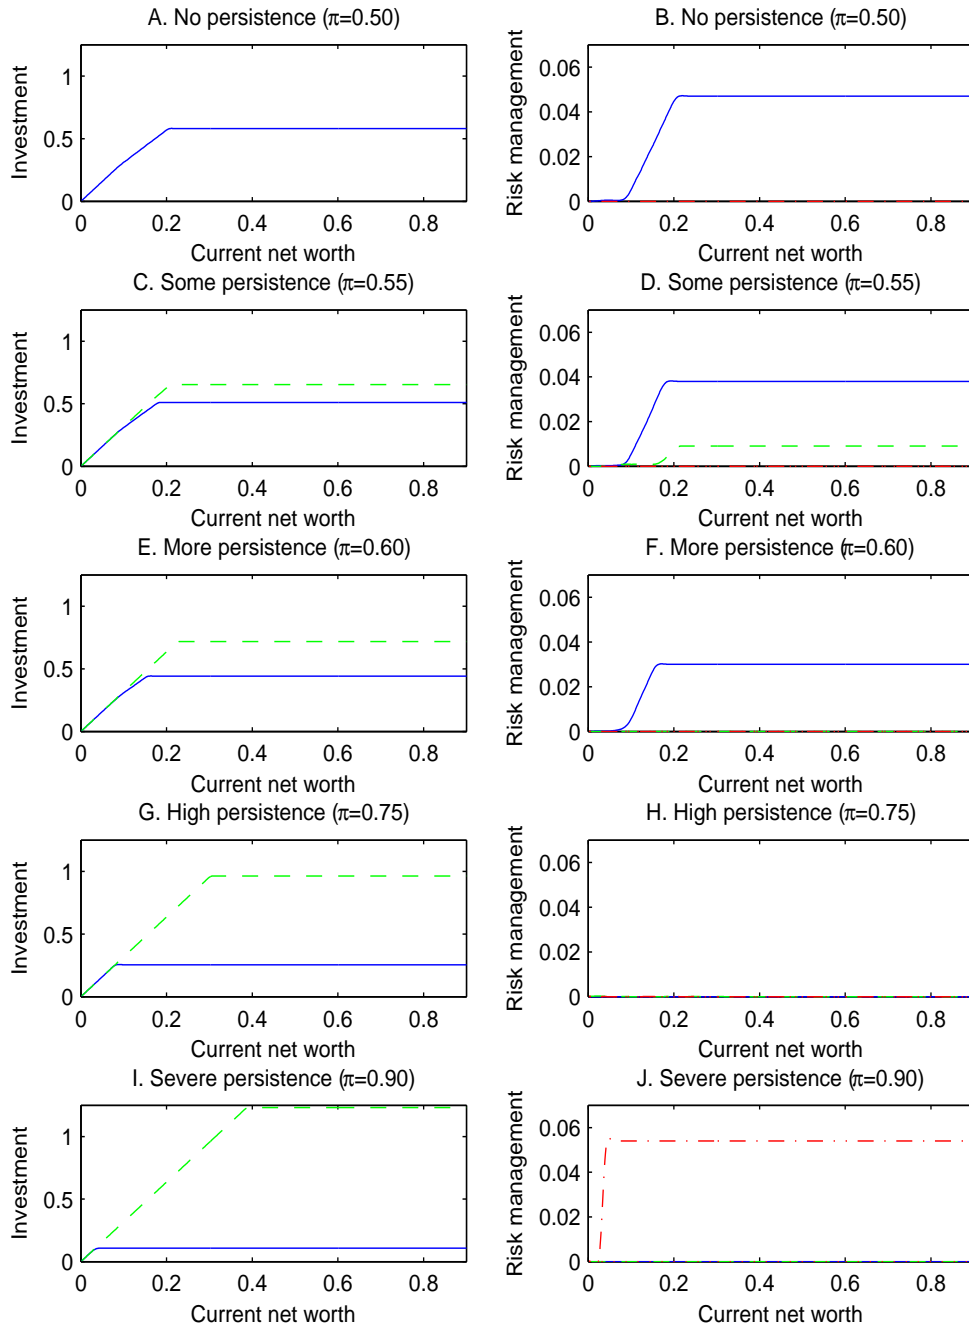 A. No persistence (π=0.50)
Investment
1
0.5
0
0 0.2 0.4 0.6 0.8
Current net worth
B. No persistence (π=0.50)
Risk management
0.06
0.04
0.02
0
0 0.2 0.4 0.6 0.8
Current net worth
C. Some persistence (π=0.55)
Investment
1
0.5
0
0 0.2 0.4 0.6 0.8
Current net worth
D. Some persistence (π=0.55)
Risk management
0.06
0.04
0.02
0
0 0.2 0.4 0.6 0.8
Current net worth
E. More persistence (π=0.60)
Investment
1
0.5
0
0 0.2 0.4 0.6 0.8
Current net worth
F. More persistence (π=0.60)
Risk management
0.06
0.04
0.02
0
0 0.2 0.4 0.6 0.8
Current net worth
G. High persistence (π=0.75)
Investment
1
0.5
0
0 0.2 0.4 0.6 0.8
Current net worth
H. High persistence (π=0.75)
Risk management
0.06
0.04
0.02
0
0 0.2 0.4 0.6 0.8
Current net worth
I. Severe persistence (π=0.90)
Investment
1
0.5
0
0 0.2 0.4 0.6 0.8
Current net worth
J. Severe persistence (π=0.90)
Risk management
0.06
0.04
0.02
0
0 0.2 0.4 0.6 0.8
Current net worth